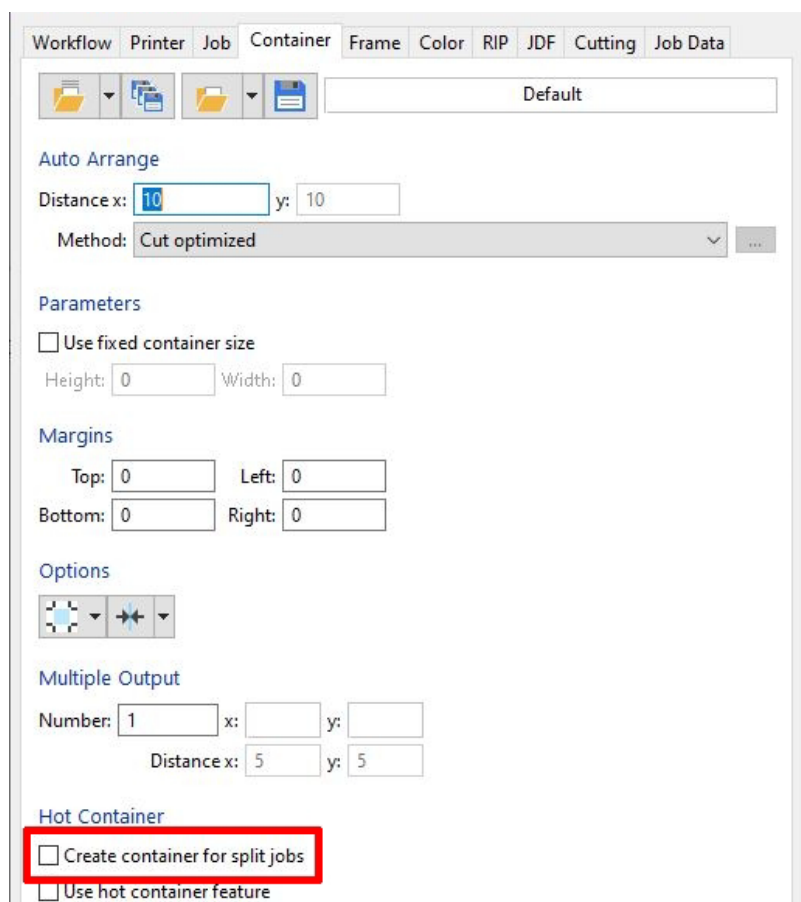 Workflow Printer Job Container Frame Color RIP JDF Cutting Job Data
Default
Auto Arrange
Distance x: 10 y: 10
Method: Cut optimized ...
Parameters
Use fixed container size
Height: 0 Width: 0
Margins
Top: 0 Left: 0
Bottom: 0 Right: 0
Options
Multiple Output
Number: 1 x: y:
Distance x: 5 y: 5
Hot Container
Create container for split jobs
Use hot container feature